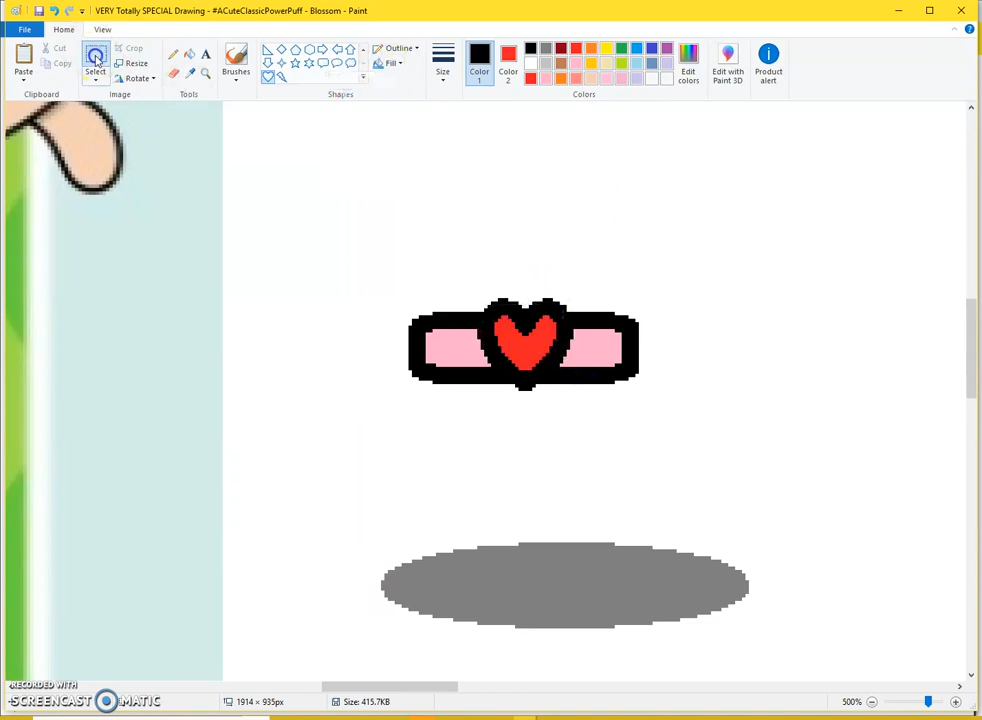 VERY Totally SPECIAL Drawing - #ACuteClassicPowerPuff - Blossom - Paint
File Home View
Paste Cut Copy Clipboard
Select Crop Resize Rotate Image
A Tools
Brushes
Outline Fill Shapes
Size
Color 1
Color 2
Edit colors
Colors
Edit with Paint 3D
Product alert
RECORDED WITH
SCREENCAST MATIC
1914 × 935px
Size: 415.7KB
500%